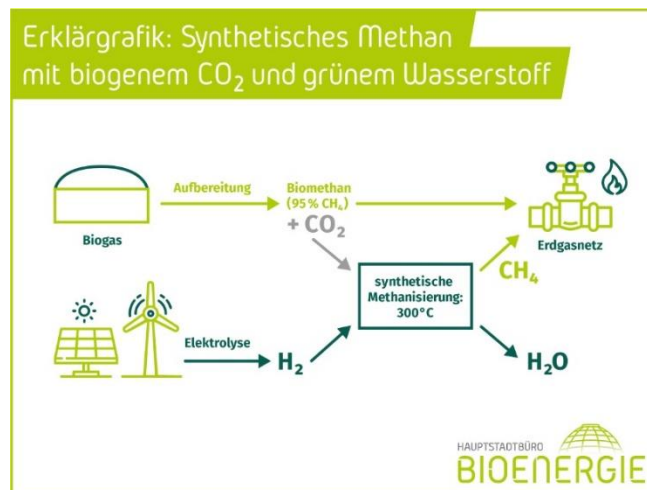 Erklärgrafik: Synthetisches Methan
mit biogenem CO₂ und grünem Wasserstoff
Aufbereitung
Biomethan
(95 % CH₄)
+ CO₂
Biogas
Erdgasnetz
synthetische
Methanisierung:
300°C
CH₄
Elektrolyse
H₂
H₂O
HAUPTSTADTBÜRO
BIOENERGIE